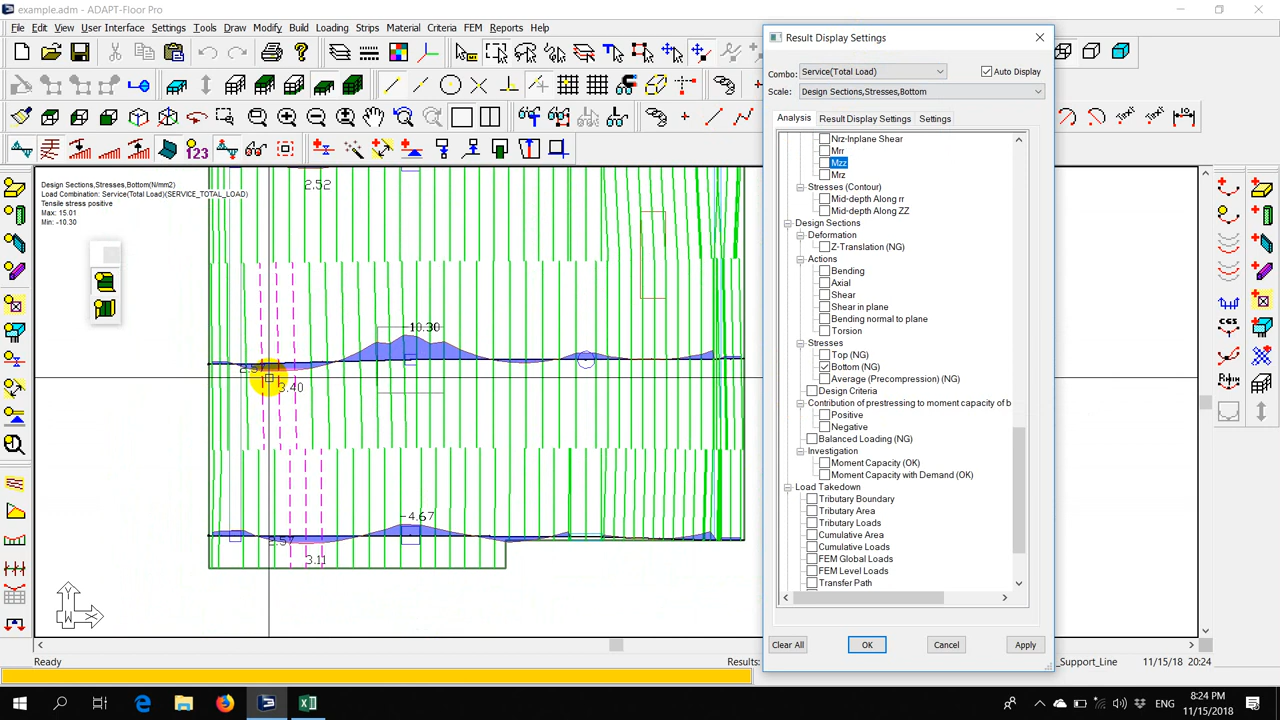 example.adm - ADAPT-Floor Pro
File Edit View User Interface Settings Tools Draw Modify Build Loading Strips Material Criteria FEM Reports Help
Design Sections,Stresses,Bottom(N/mm2)
Load Combination: Service(Total Load)(SERVICE_TOTAL_LOAD)
Tensile stress positive
Max: 15.01
Min: -10.30
2.52
-10.30
2.57
3.40
-4.67
2.57
3.11
Ready
Results:
_Support_Line
11/15/18
20:24
Result Display Settings
Combo: Service(Total Load)
Auto Display
Scale: Design Sections,Stresses,Bottom
Analysis Result Display Settings Settings
Nrz-Inplane Shear
Mrr
Mzz
Mrz
Stresses (Contour)
Mid-depth Along rr
Mid-depth Along ZZ
Design Sections
Deformation
Z-Translation (NG)
Actions
Bending
Axial
Shear
Shear in plane
Bending normal to plane
Torsion
Stresses
Top (NG)
Bottom (NG)
Average (Precompression) (NG)
Design Criteria
Contribution of prestressing to moment capacity of b
Positive
Negative
Balanced Loading (NG)
Investigation
Moment Capacity (OK)
Moment Capacity with Demand (OK)
Load Takedown
Tributary Boundary
Tributary Area
Tributary Loads
Cumulative Area
Cumulative Loads
FEM Global Loads
FEM Level Loads
Transfer Path
Clear All OK Cancel Apply
ENG
8:24 PM
11/15/2018